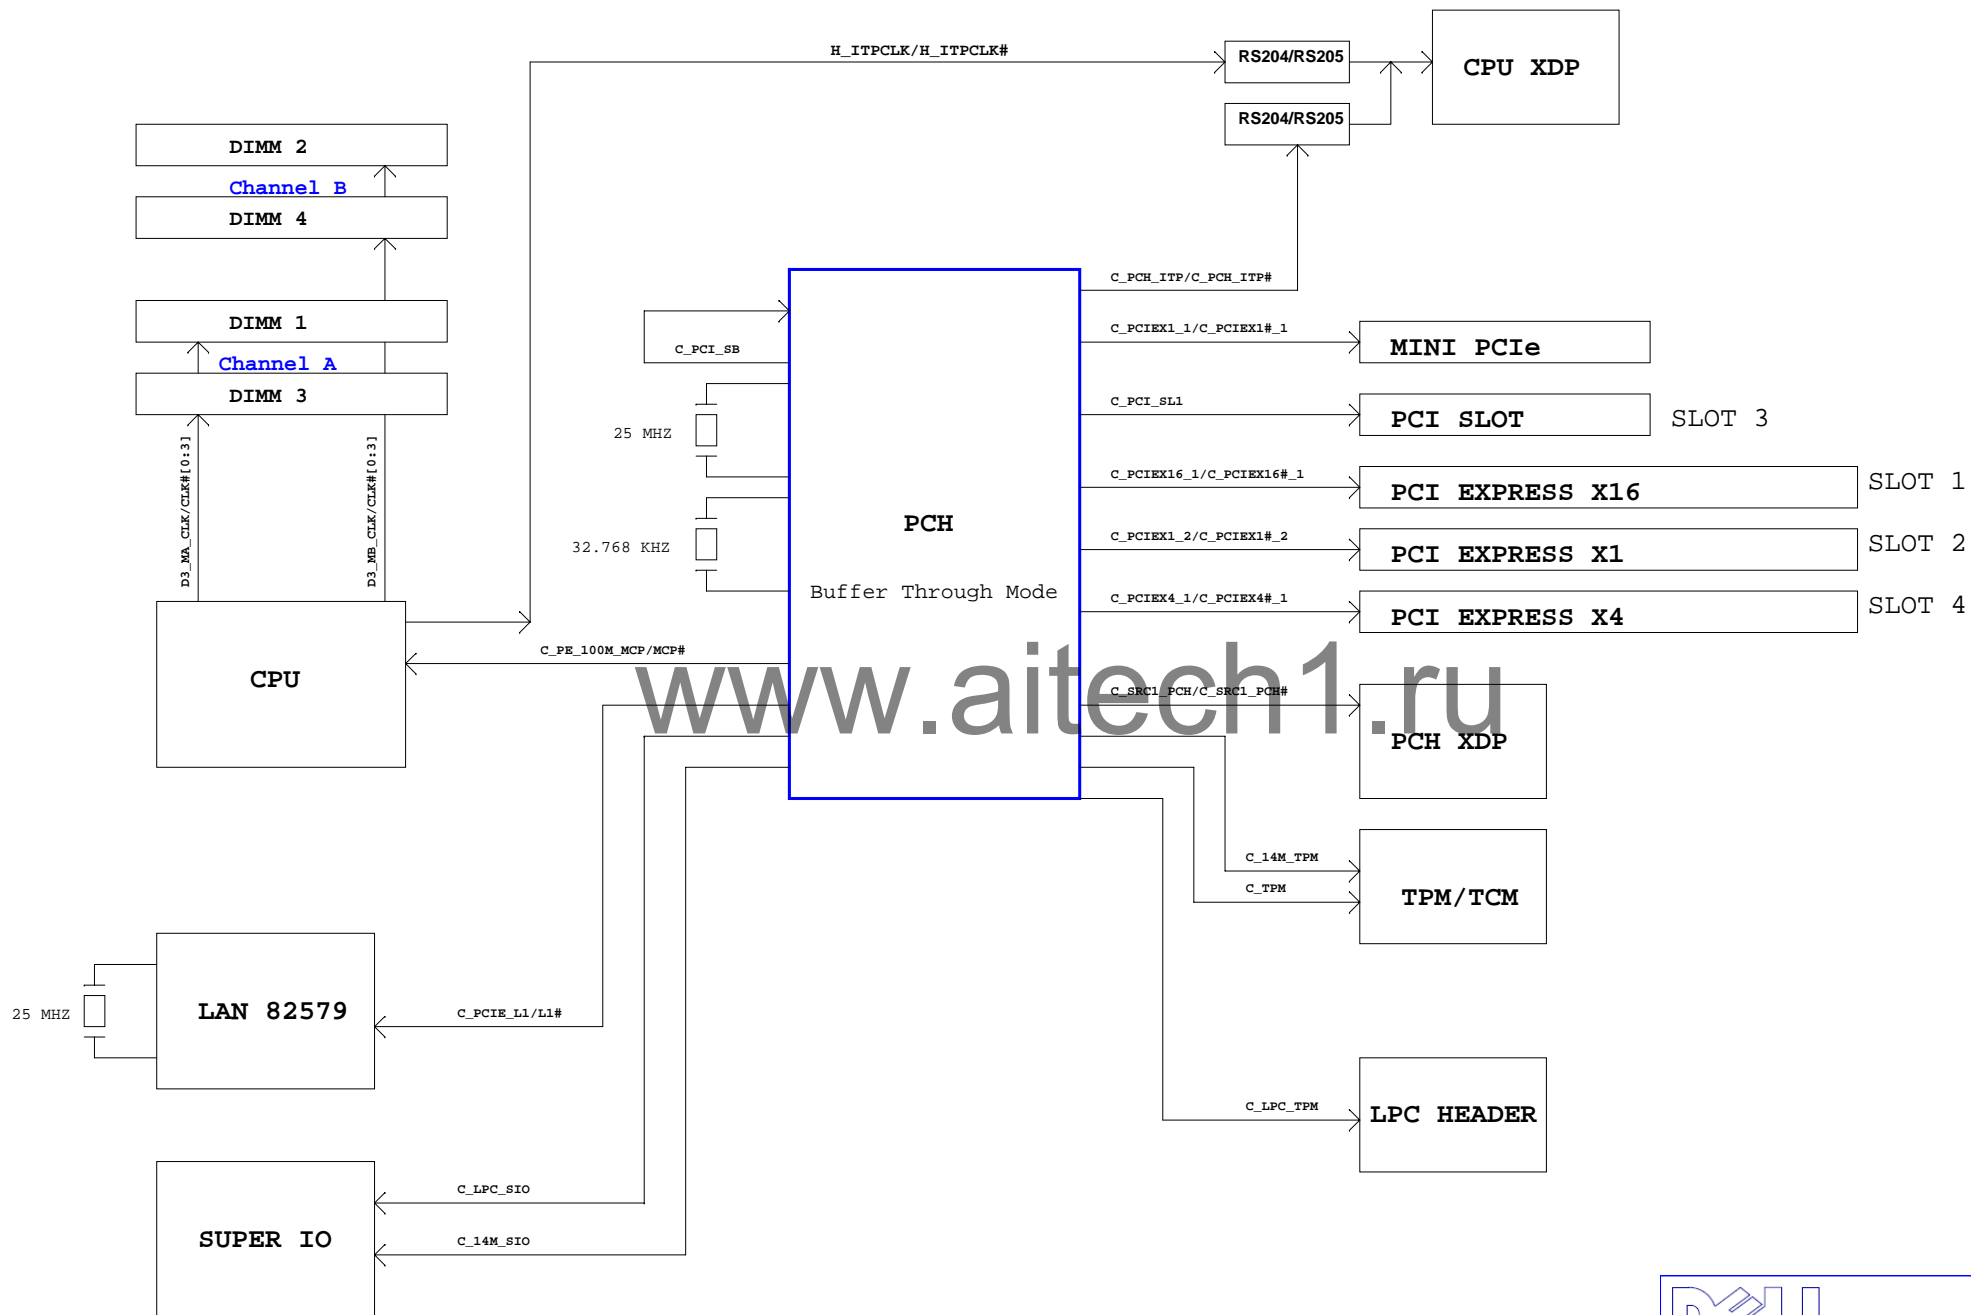 H_ITPCLK/H_ITPCLK#
RS204/RS205
CPU XDP
RS204/RS205
DIMM 2
Channel B
DIMM 4
C_PCH_ITP/C_PCH_ITP#
DIMM 1
Channel A
DIMM 3
C_PCI_SB
C_PCIEX1_1/C_PCIEX1#_1
MINI PCIe
C_PCI_SL1
PCI SLOT
SLOT 3
25 MHZ
D3_MA_CLK/CLK#[0:3]
D3_MB_CLK/CLK#[0:3]
C_PCIEX16_1/C_PCIEX16#_1
PCI EXPRESS X16
SLOT 1
PCH
32.768 KHZ
C_PCIEX1_2/C_PCIEX1#_2
PCI EXPRESS X1
SLOT 2
Buffer Through Mode
C_PCIEX4_1/C_PCIEX4#_1
PCI EXPRESS X4
SLOT 4
C_PE_100M_MCP/MCP#
CPU
www.aitech1.ru
C_SRC1_PCH/C_SRC1_PCH#
PCH XDP
C_14M_TPM
C_TPM
TPM/TCM
25 MHZ
LAN 82579
C_PCIE_L1/L1#
C_LPC_TPM
LPC HEADER
C_LPC_SIO
SUPER IO
C_14M_SIO
DELL